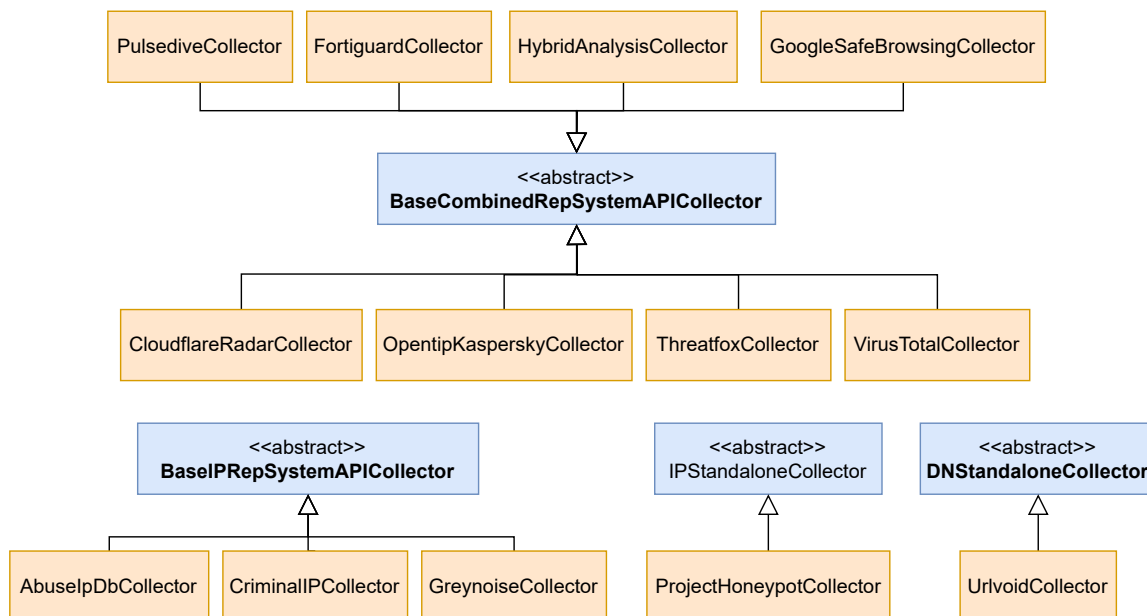 PulsediveCollector
FortiguardCollector
HybridAnalysisCollector
GoogleSafeBrowsingCollector
<<abstract>>
BaseCombinedRepSystemAPICollector
CloudflareRadarCollector
OpentipKasperskyCollector
ThreatfoxCollector
VirusTotalCollector
<<abstract>>
BaseIPRepSystemAPICollector
<<abstract>>
IPStandaloneCollector
<<abstract>>
DNStandaloneCollector
AbuseIpDbCollector
CriminalIPCollector
GreynoiseCollector
ProjectHoneypotCollector
UrlvoidCollector